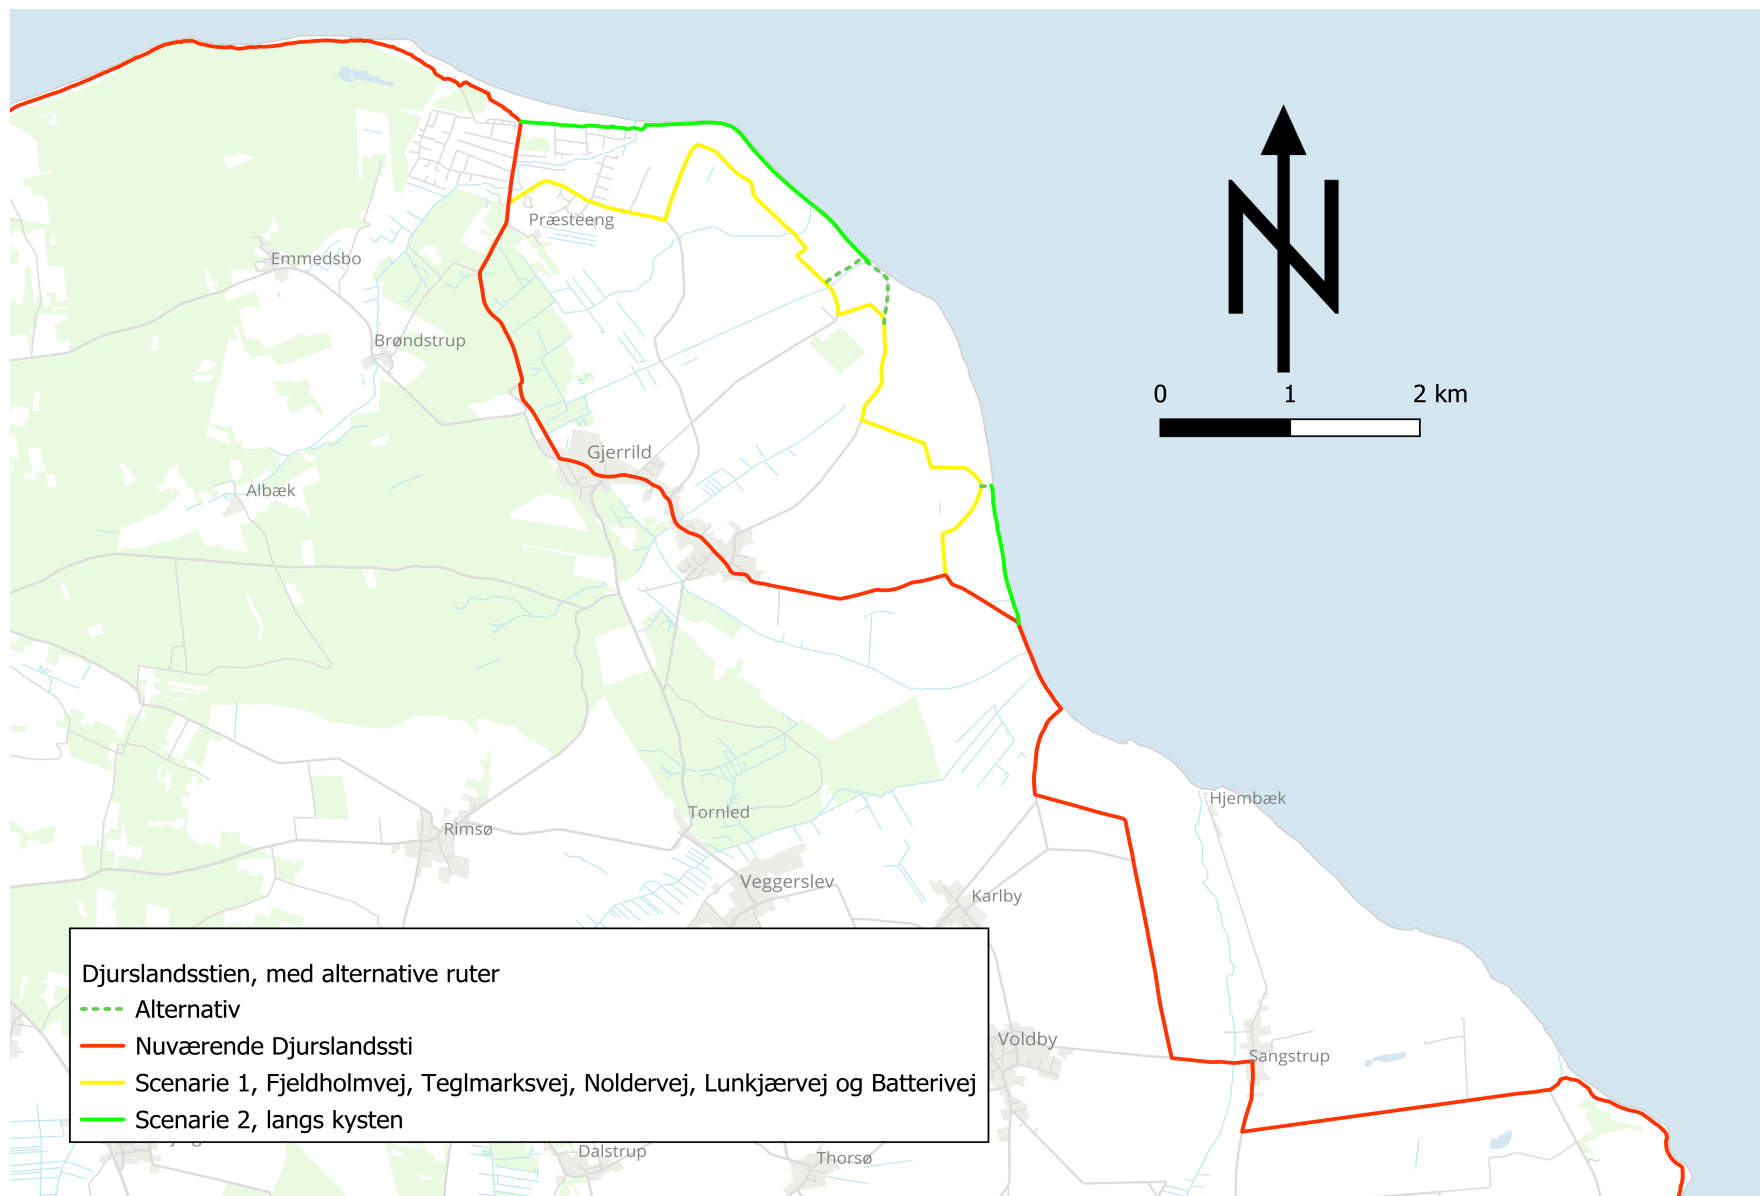 N
0 1 2 km
Præsteeng
Emmedsbo
Brøndstrup
Gjerrild
Albæk
Hjembæk
Tornled
Rimsø
Veggerslev
Karlby
Voldby
Sangstrup
Djurslandsstien, med alternative ruter
Alternativ
Nuværende Djurslandssti
Scenarie 1, Fjeldholmvej, Teglmarksvej, Noldervej, Lunkjærvej og Batterivej
Scenarie 2, langs kysten
Dalstrup
Thorsø